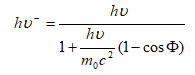 hυ⁻ = hυ / (1 + (hυ / m₀c²)(1 − cos Φ))